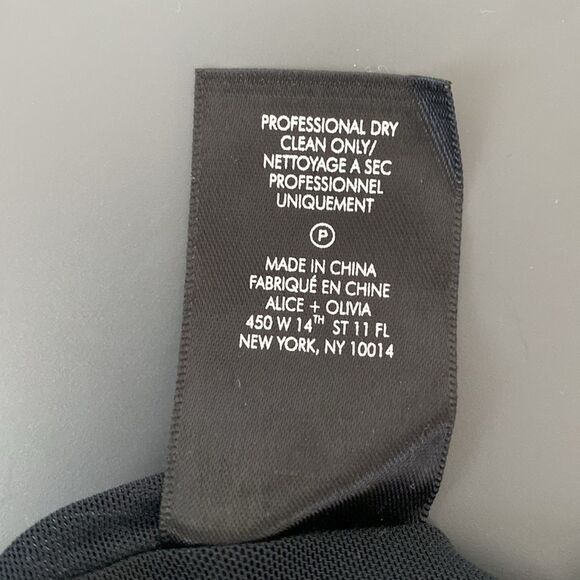 PROFESSIONAL DRY
CLEAN ONLY/
NETTOYAGE A SEC
PROFESSIONNEL
UNIQUEMENT
P
MADE IN CHINA
FABRIQUÉ EN CHINE
ALICE + OLIVIA
450 W 14TH ST 11 FL
NEW YORK, NY 10014